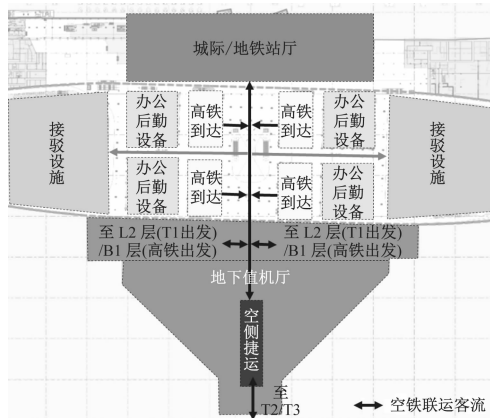 城际/地铁站厅
办公
后勤
设备
高铁
到达
高铁
到达
办公
后勤
设备
接驳设施
接驳设施
办公
后勤
设备
高铁
到达
高铁
到达
办公
后勤
设备
至 L2 层(T1出发)
/B1 层(高铁出发)
至 L2 层(T1出发)
/B1 层(高铁出发)
地下值机厅
空侧捷运
至
T2/T3
空铁联运客流